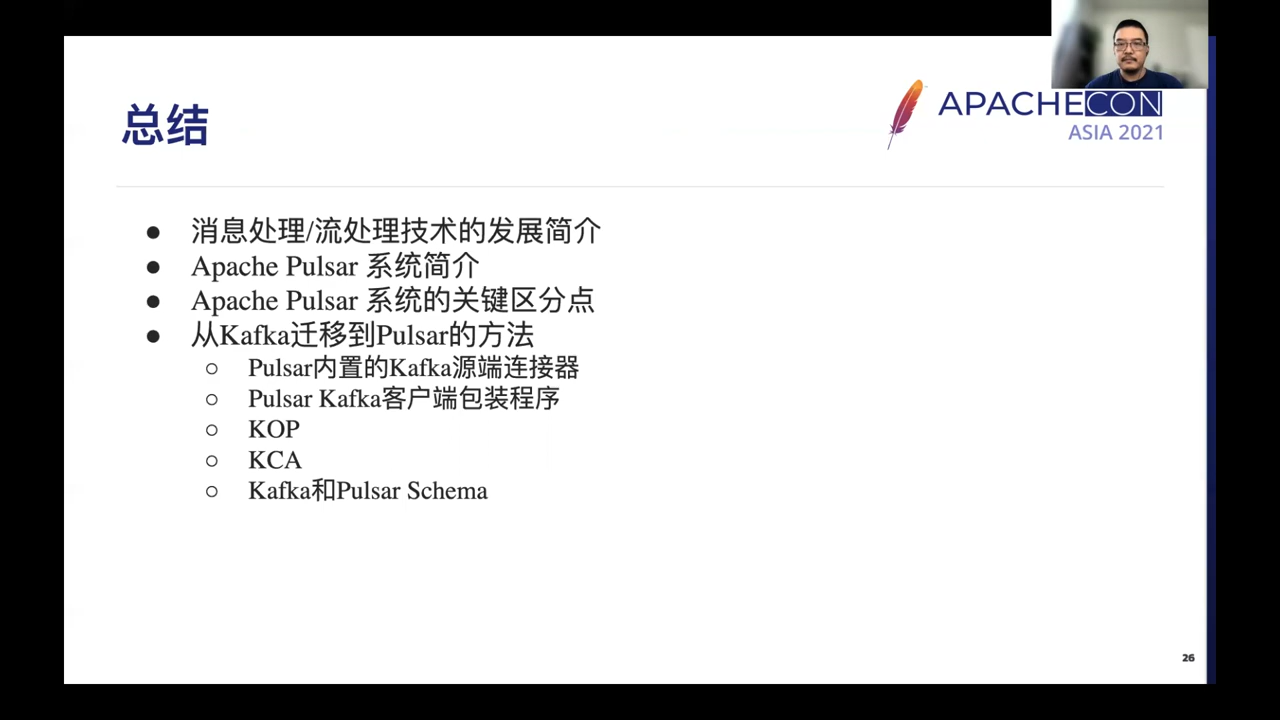 总结
APACHECON
ASIA 2021
● 消息处理/流处理技术的发展简介
● Apache Pulsar 系统简介
● Apache Pulsar 系统的关键区分点
● 从Kafka迁移到Pulsar的方法
○ Pulsar内置的Kafka源端连接器
○ Pulsar Kafka客户端包装程序
○ KOP
○ KCA
○ Kafka和Pulsar Schema
26